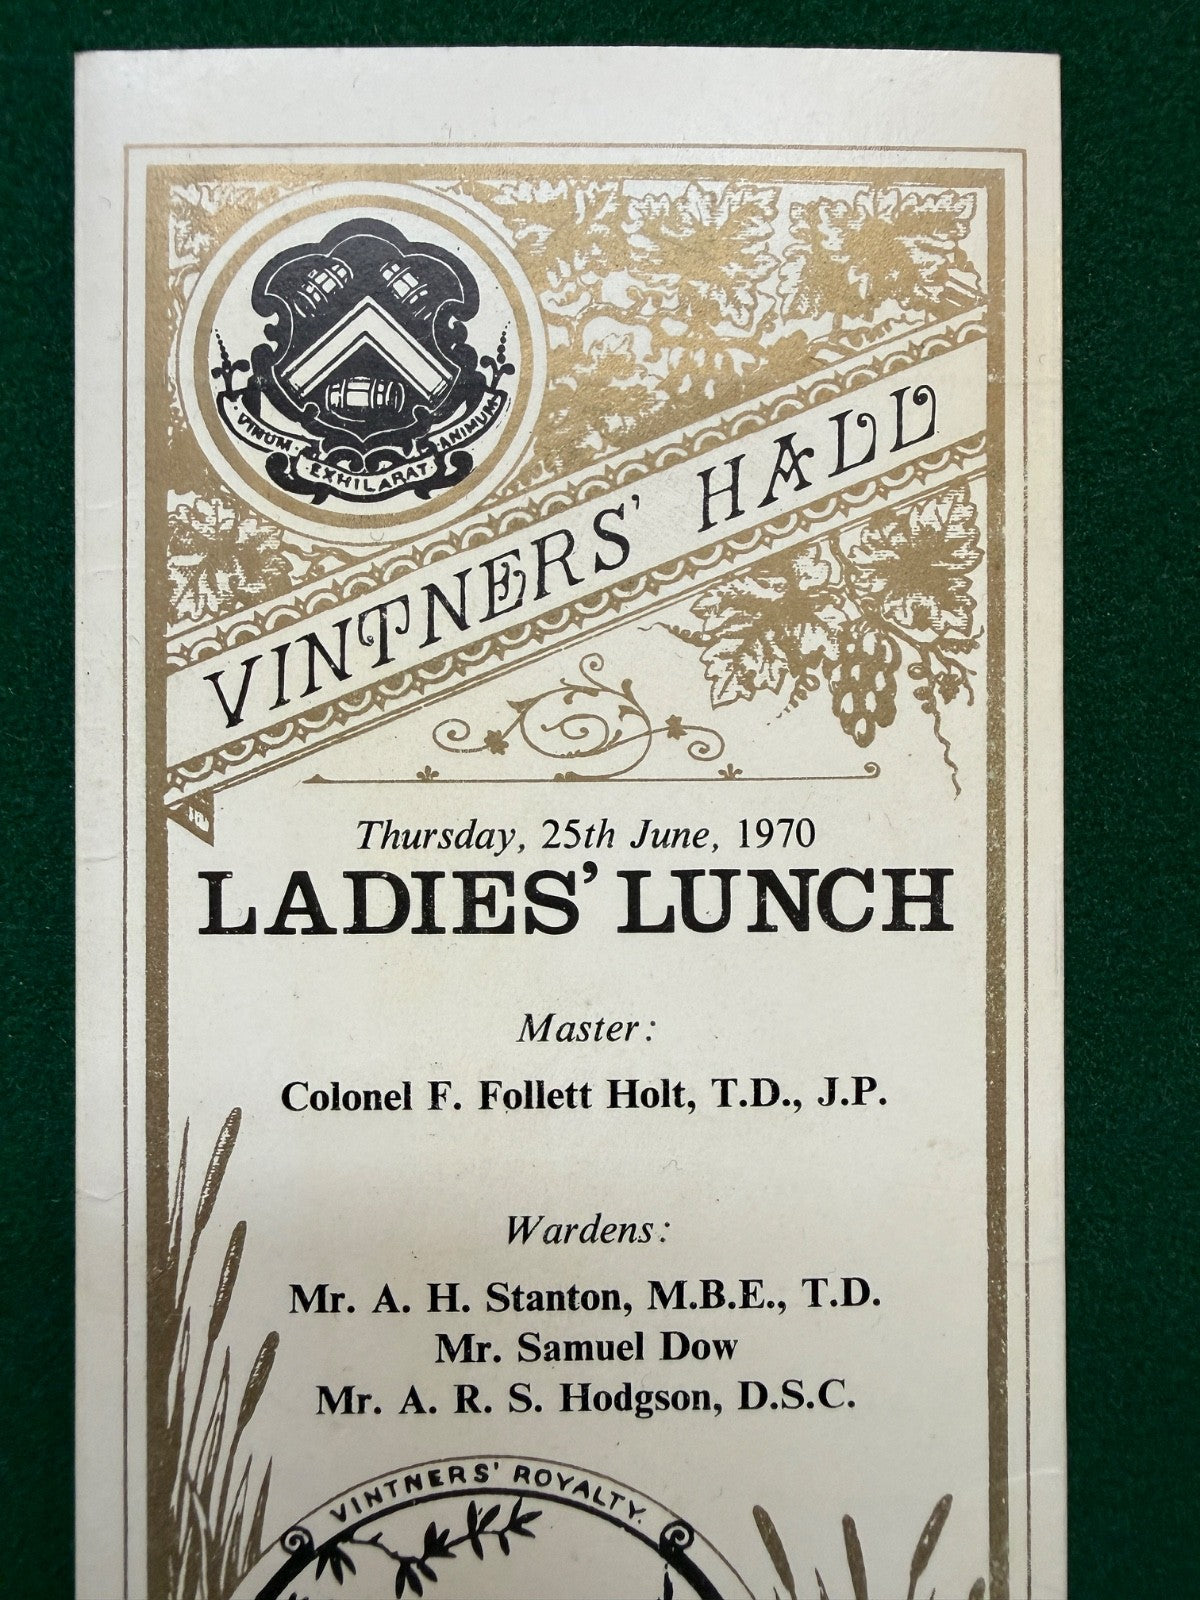 VINUM
EXHILARAT
ANIMUM
VINTNERS' HALL
Thursday, 25th June, 1970
LADIES' LUNCH
Master:
Colonel F. Follett Holt, T.D., J.P.
Wardens:
Mr. A. H. Stanton, M.B.E., T.D.
Mr. Samuel Dow
Mr. A. R. S. Hodgson, D.S.C.
VINTNERS' ROYALTY.